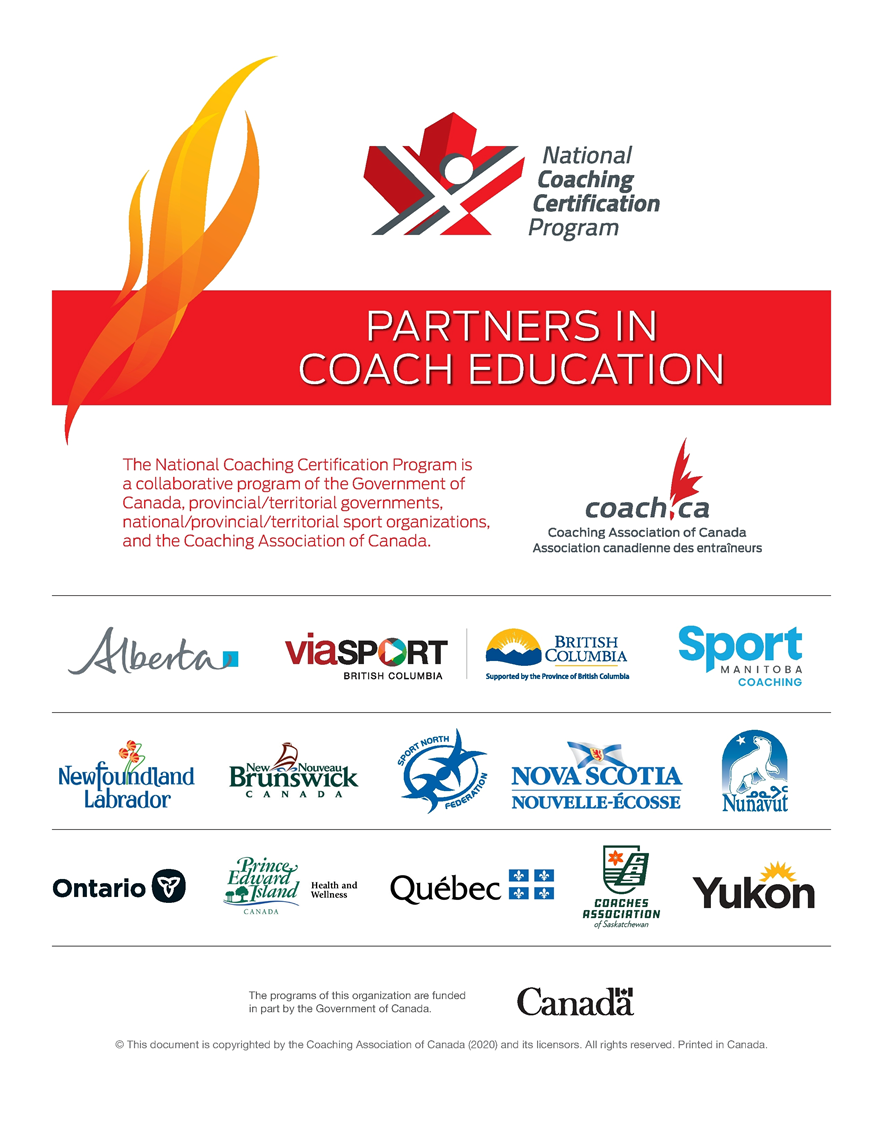 National
Coaching
Certification
Program
PARTNERS IN
COACH EDUCATION
The National Coaching Certification Program is
a collaborative program of the Government of
Canada, provincial/territorial governments,
national/provincial/territorial sport organizations,
and the Coaching Association of Canada.
coach.ca
Coaching Association of Canada
Association canadienne des entraîneurs
Alberta
viaSPORT
BRITISH COLUMBIA
BRITISH
COLUMBIA
Supported by the Province of British Columbia
Sport
MANITOBA
COACHING
Newfoundland
Labrador
New Nouveau
Brunswick
CANADA
SPORT NORTH
FEDERATION
NOVA SCOTIA
NOUVELLE-ÉCOSSE
ᓄᓇᕗᑦ
Nunavut
Ontario
Prince
Edward
Island
CANADA
Health and
Wellness
Québec
CAS
COACHES
ASSOCIATION
of Saskatchewan
Yukon
The programs of this organization are funded
in part by the Government of Canada.
Canada
© This document is copyrighted by the Coaching Association of Canada (2020) and its licensors. All rights reserved. Printed in Canada.